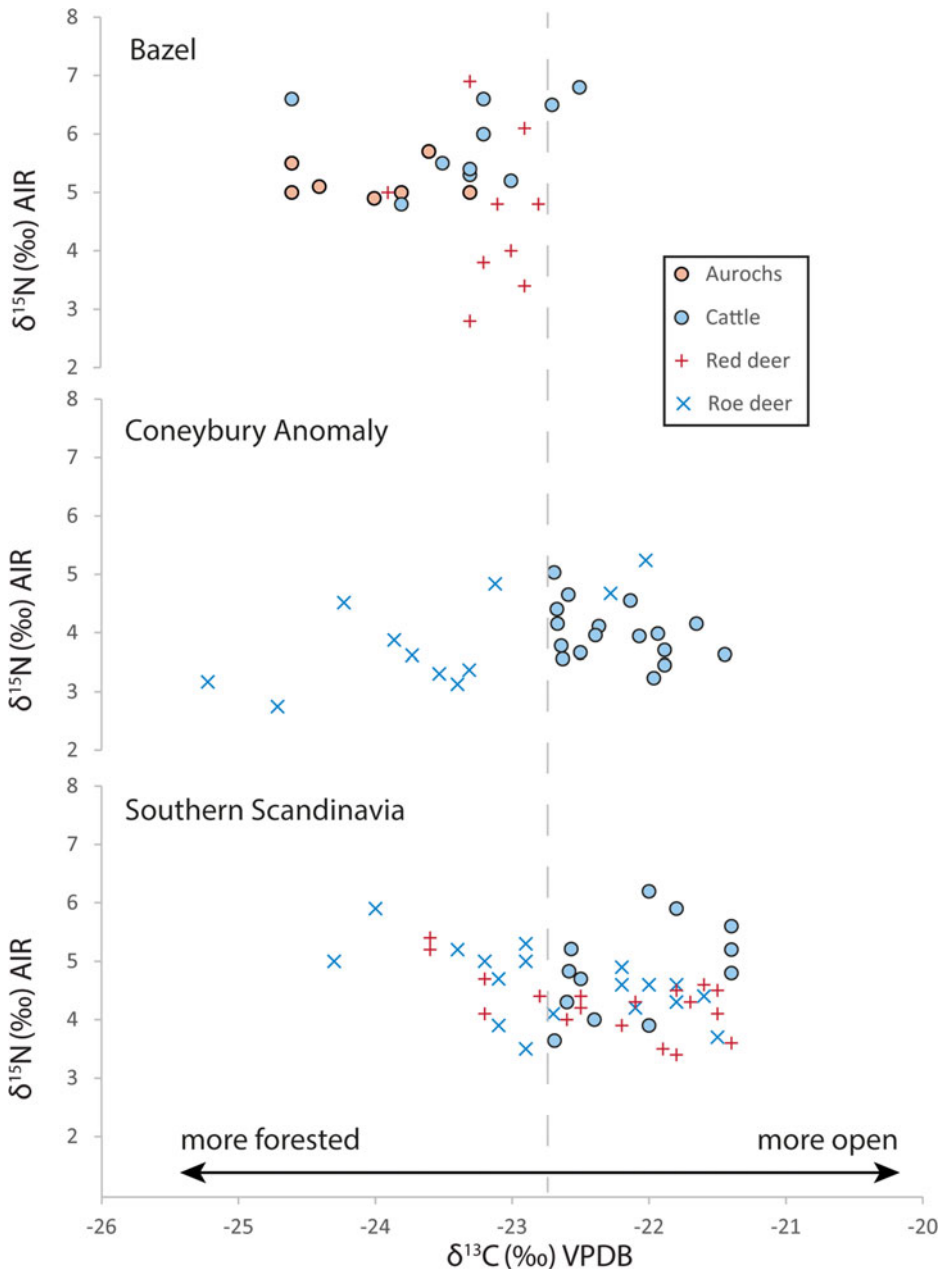 Bazel
8
7
6
5
4
3
2
δ¹⁵N (‰) AIR
Aurochs
Cattle
Red deer
Roe deer
Coneybury Anomaly
8
7
6
5
4
3
2
δ¹⁵N (‰) AIR
Southern Scandinavia
8
7
6
5
4
3
2
δ¹⁵N (‰) AIR
more forested
more open
-26 -25 -24 -23 -22 -21 -20
δ¹³C (‰) VPDB